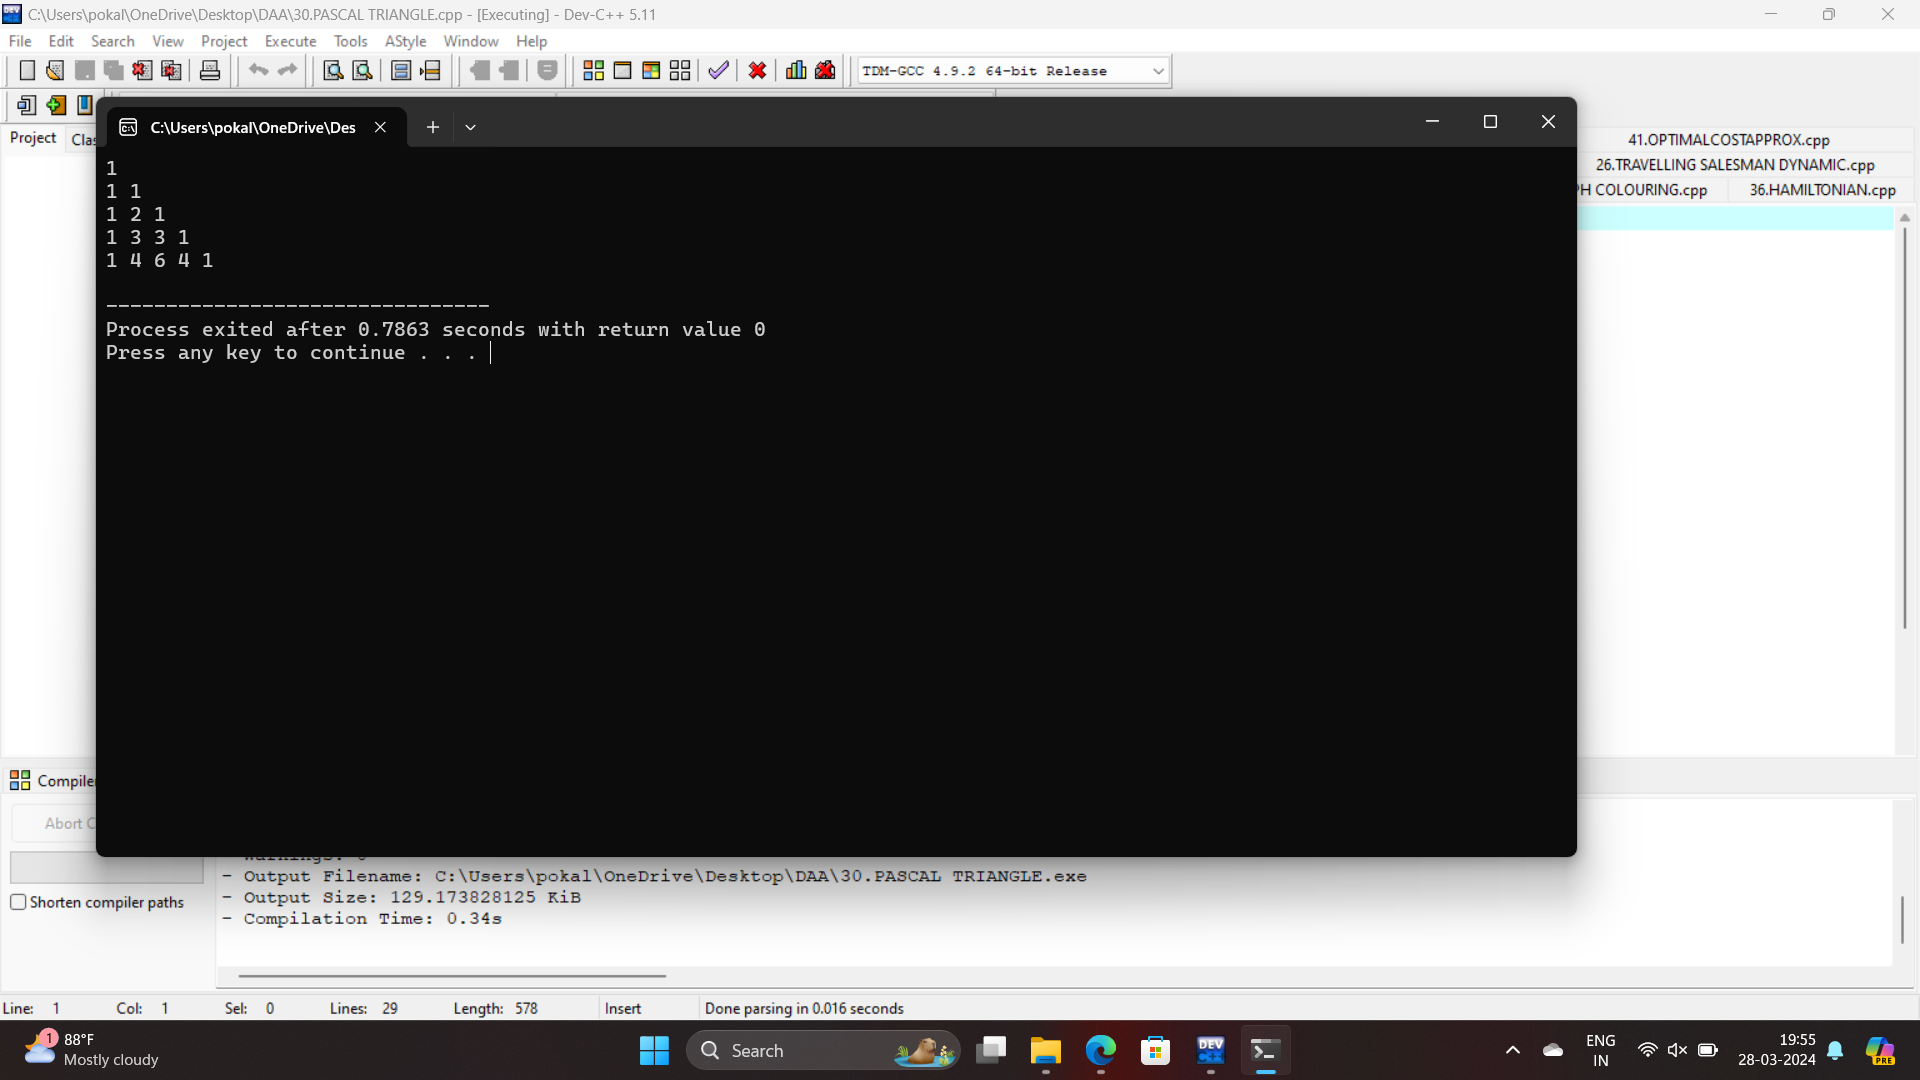 C:\Users\pokal\OneDrive\Desktop\DAA\30.PASCAL TRIANGLE.cpp - [Executing] - Dev-C++ 5.11
File Edit Search View Project Execute Tools AStyle Window Help
TDM-GCC 4.9.2 64-bit Release
C:\Users\pokal\OneDrive\Des
Project Clas
41.OPTIMALCOSTAPPROX.cpp
26.TRAVELLING SALESMAN DYNAMIC.cpp
PH COLOURING.cpp 36.HAMILTONIAN.cpp
1
1 1
1 2 1
1 3 3 1
1 4 6 4 1
--------------------------------
Process exited after 0.7863 seconds with return value 0
Press any key to continue . . .
Compiler
Abort C
- Output Filename: C:\Users\pokal\OneDrive\Desktop\DAA\30.PASCAL TRIANGLE.exe
- Output Size: 129.173828125 KiB
- Compilation Time: 0.34s
Shorten compiler paths
Line: 1 Col: 1 Sel: 0 Lines: 29 Length: 578 Insert Done parsing in 0.016 seconds
1
88°F
Mostly cloudy
Search
DEV
ENG
IN
19:55
28-03-2024
PRE